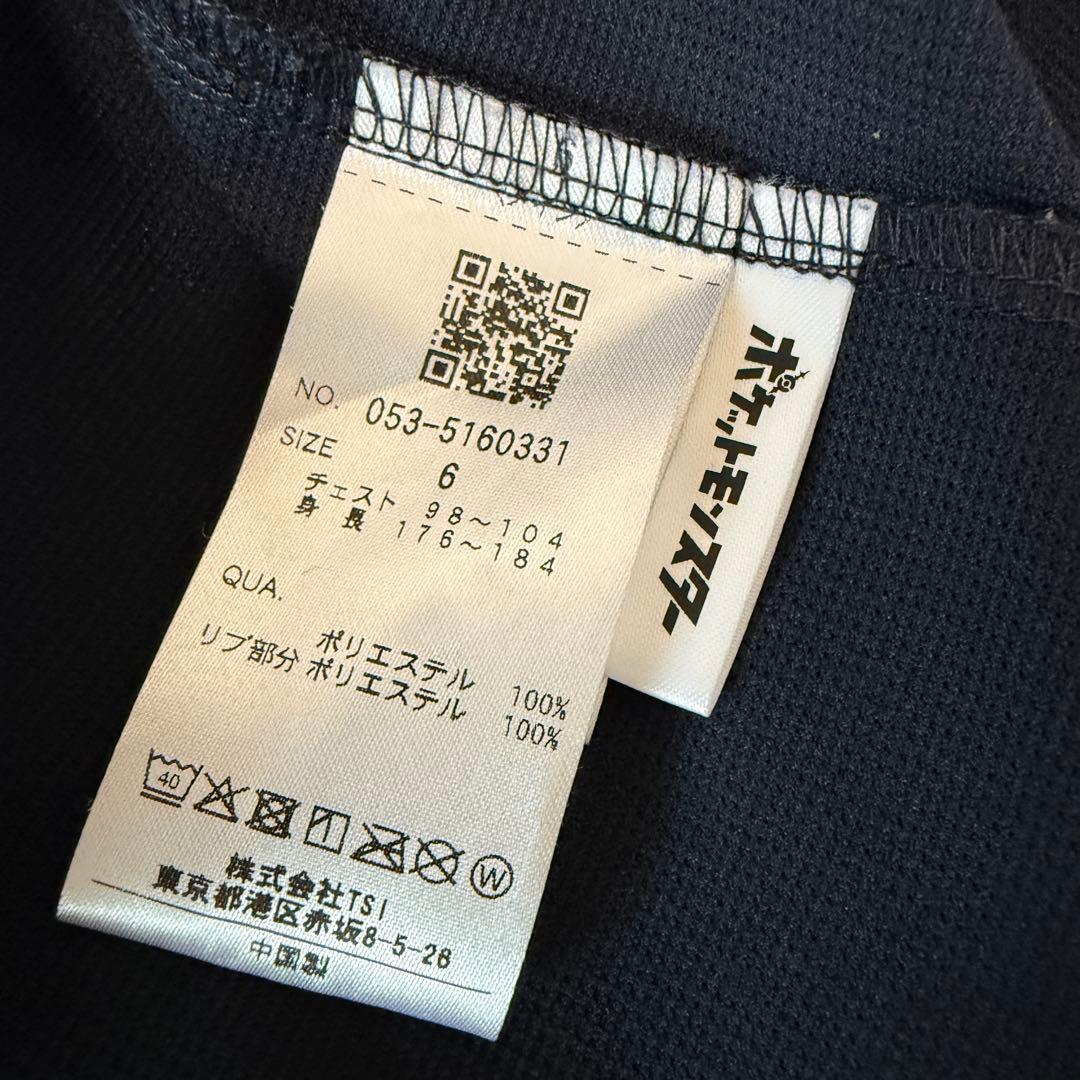 NO. 053-5160331
SIZE 6
チェスト 98～104
身長 176～184
QUA.
ポリエステル 100%
リブ部分 ポリエステル 100%
40
W
株式会社TSI
東京都港区赤坂8-5-28
中国製
ポケットモンスター